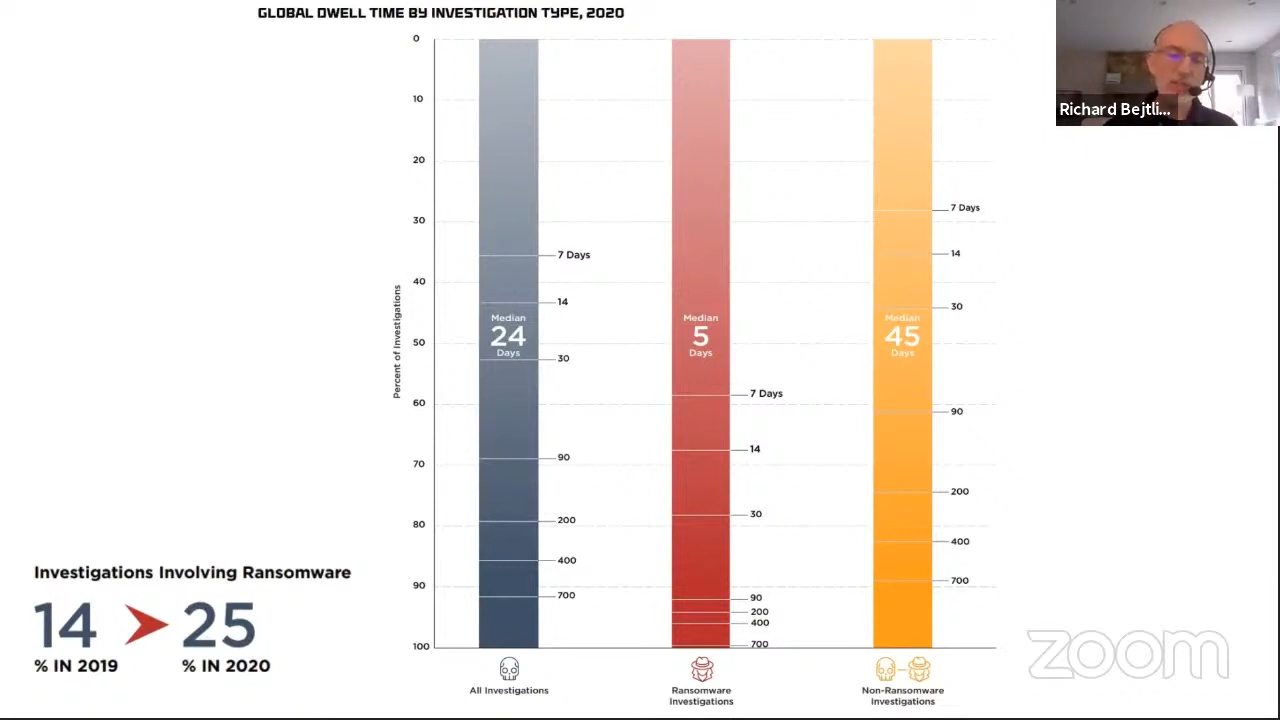 GLOBAL DWELL TIME BY INVESTIGATION TYPE, 2020
Richard Bejtli...
Percent of Investigations
0
10
20
30
40
50
60
70
80
90
100
Median
24
Days
7 Days
14
30
90
200
400
700
All Investigations
Median
5
Days
7 Days
14
30
90
200
400
700
Ransomware
Investigations
Median
45
Days
7 Days
14
30
90
200
400
700
Non-Ransomware
Investigations
Investigations Involving Ransomware
14 25
% IN 2019 % IN 2020
zoom